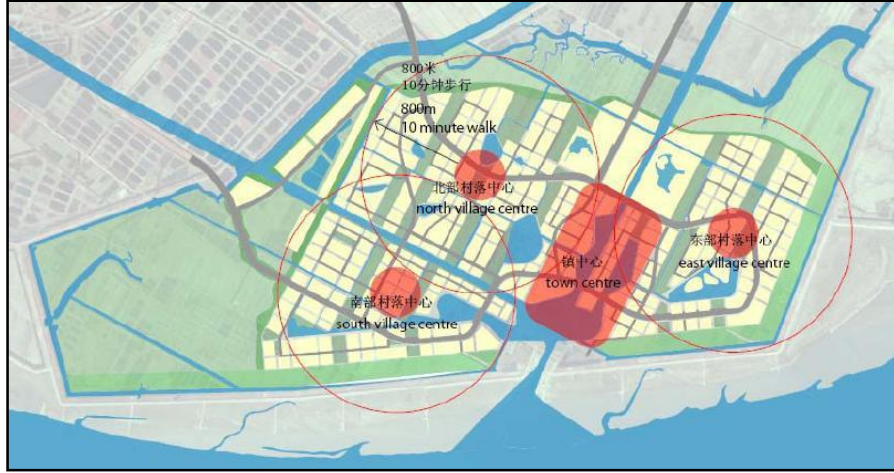 800米
10分钟步行
800m
10 minute walk
北部村落中心
north village centre
东部村落中心
east village centre
镇中心
town centre
南部村落中心
south village centre